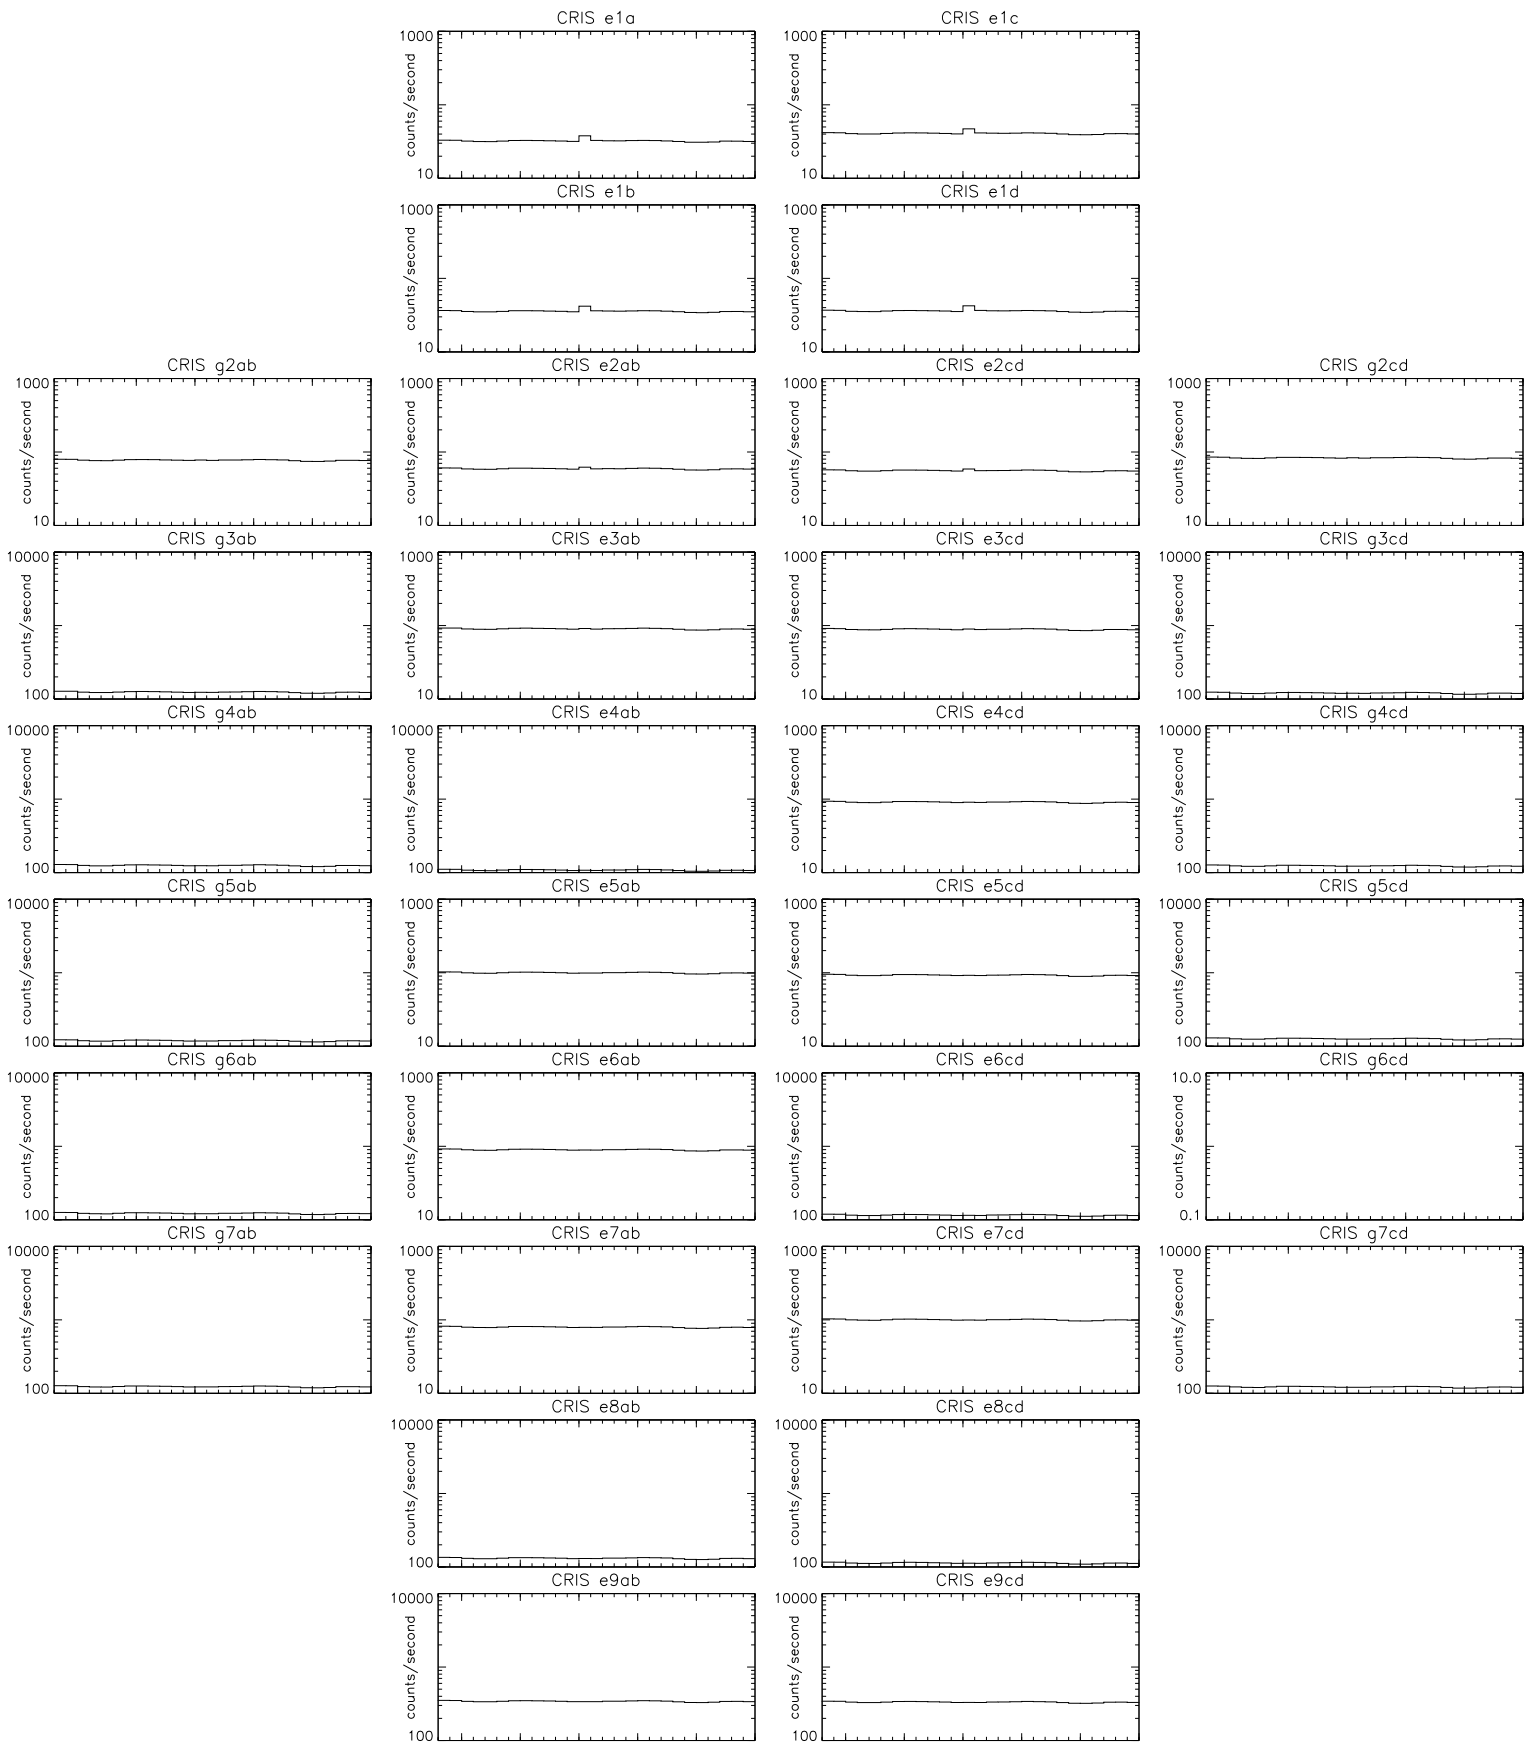 CRIS e1a
1000
counts/second
10
CRIS e1c
1000
counts/second
10
CRIS e1b
1000
counts/second
10
CRIS e1d
1000
counts/second
10
CRIS g2ab
1000
counts/second
10
CRIS e2ab
1000
counts/second
10
CRIS e2cd
1000
counts/second
10
CRIS g2cd
1000
counts/second
10
CRIS g3ab
10000
counts/second
100
CRIS e3ab
1000
counts/second
10
CRIS e3cd
1000
counts/second
10
CRIS g3cd
10000
counts/second
100
CRIS g4ab
10000
counts/second
100
CRIS e4ab
10000
counts/second
100
CRIS e4cd
1000
counts/second
10
CRIS g4cd
10000
counts/second
100
CRIS g5ab
10000
counts/second
100
CRIS e5ab
1000
counts/second
10
CRIS e5cd
1000
counts/second
10
CRIS g5cd
10000
counts/second
100
CRIS g6ab
10000
counts/second
100
CRIS e6ab
1000
counts/second
10
CRIS e6cd
10000
counts/second
100
CRIS g6cd
10.0
counts/second
0.1
CRIS g7ab
10000
counts/second
100
CRIS e7ab
1000
counts/second
10
CRIS e7cd
1000
counts/second
10
CRIS g7cd
10000
counts/second
100
CRIS e8ab
10000
counts/second
100
CRIS e8cd
10000
counts/second
100
CRIS e9ab
10000
counts/second
100
CRIS e9cd
10000
counts/second
100